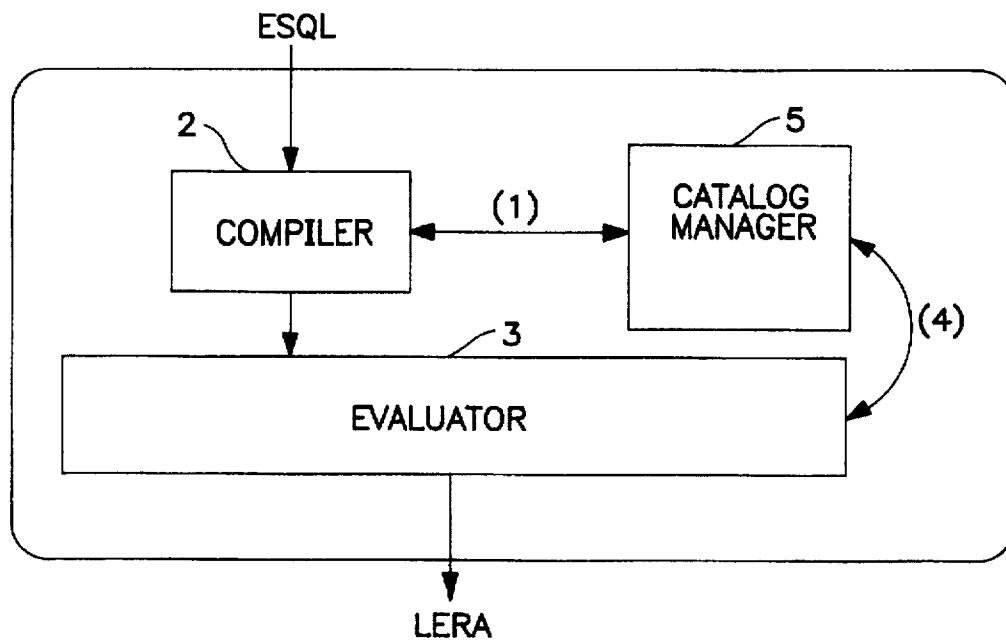 ESQL
2
5
COMPILER
(1)
CATALOG
MANAGER
(4)
3
EVALUATOR
LERA